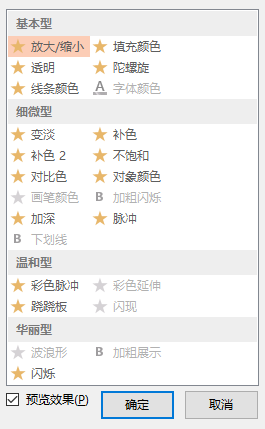 基本型
放大/缩小 填充颜色
透明 陀螺旋
线条颜色 A 字体颜色
细微型
变淡 补色
补色 2 不饱和
对比色 对象颜色
画笔颜色 B 加粗闪烁
加深 脉冲
B 下划线
温和型
彩色脉冲 彩色延伸
跷跷板 闪现
华丽型
波浪形 B 加粗展示
闪烁
预览效果(P) 确定 取消